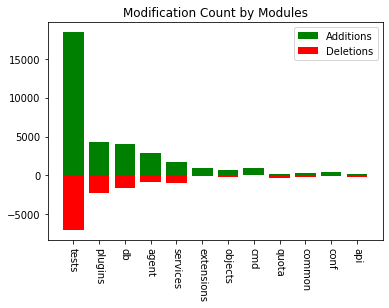 Modification Count by Modules
Additions
Deletions
15000
10000
5000
0
−5000
tests
plugins
db
agent
services
extensions
objects
cmd
quota
common
conf
api